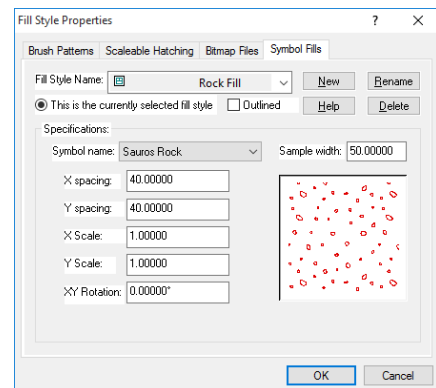 Fill Style Properties ? X
Brush Patterns Scaleable Hatching Bitmap Files Symbol Fills
Fill Style Name: Rock Fill New Rename
This is the currently selected fill style Outlined Help Delete
Specifications:
Symbol name: Sauros Rock Sample width: 50.00000
X spacing: 40.00000
Y spacing: 40.00000
X Scale: 1.00000
Y Scale: 1.00000
XY Rotation: 0.00000°
OK Cancel